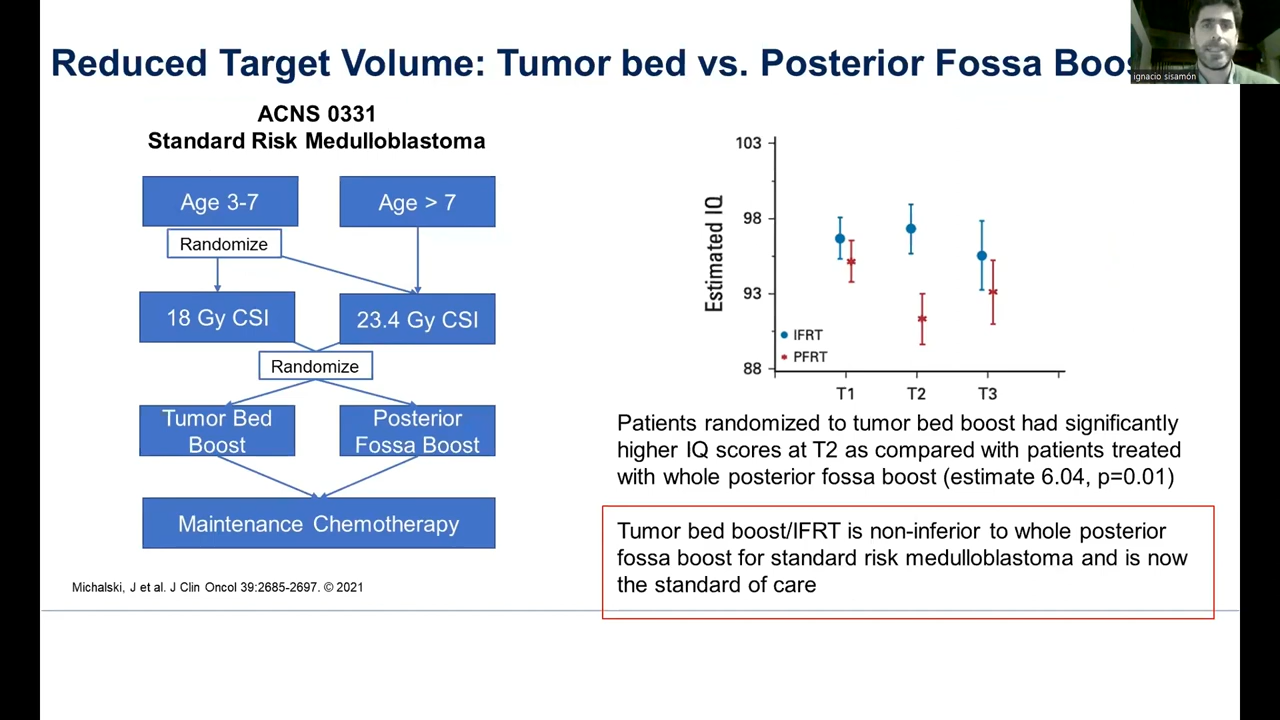 Reduced Target Volume: Tumor bed vs. Posterior Fossa
ignacio sisamón
ACNS 0331
Standard Risk Medulloblastoma
Age 3-7
Age > 7
Randomize
18 Gy CSI
23.4 Gy CSI
Randomize
Tumor Bed
Boost
Posterior
Fossa Boost
Maintenance Chemotherapy
Michalski, J et al. J Clin Oncol 39:2685-2697. © 2021
Estimated IQ
103
98
93
88
IFRT
PFRT
T1
T2
T3
Patients randomized to tumor bed boost had significantly
higher IQ scores at T2 as compared with patients treated
with whole posterior fossa boost (estimate 6.04, p=0.01)
Tumor bed boost/IFRT is non-inferior to whole posterior
fossa boost for standard risk medulloblastoma and is now
the standard of care